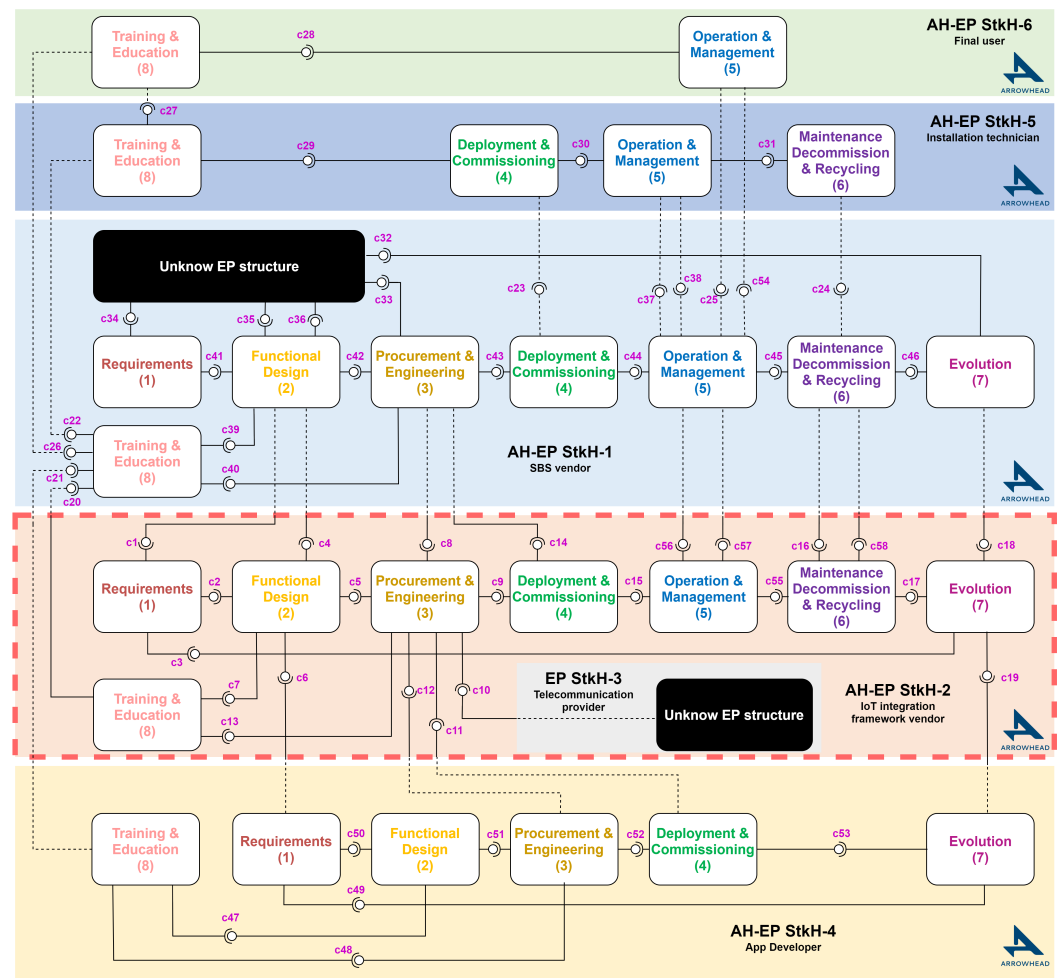 AH-EP StkH-6
Final user
ARROWHEAD
Training &
Education
(8)
c28
Operation &
Management
(5)
c27
AH-EP StkH-5
Installation technician
ARROWHEAD
Training &
Education
(8)
c29
Deployment &
Commissioning
(4)
c30
Operation &
Management
(5)
c31
Maintenance
Decommission
& Recycling
(6)
Unknow EP structure
c32
c33
c34
c35
c36
c23
c37
c38
c25
c54
c24
Requirements
(1)
c41
Functional
Design
(2)
c42
Procurement &
Engineering
(3)
c43
Deployment &
Commissioning
(4)
c44
Operation &
Management
(5)
c45
Maintenance
Decommission
& Recycling
(6)
c46
Evolution
(7)
c22
c26
c21
c20
Training &
Education
(8)
c39
c40
AH-EP StkH-1
SBS vendor
ARROWHEAD
c1
c4
c8
c14
c56
c57
c16
c58
c18
Requirements
(1)
c2
Functional
Design
(2)
c5
Procurement &
Engineering
(3)
c9
Deployment &
Commissioning
(4)
c15
Operation &
Management
(5)
c55
Maintenance
Decommission
& Recycling
(6)
c17
Evolution
(7)
c3
c6
c7
c13
c12
c10
c11
c19
Training &
Education
(8)
EP StkH-3
Telecommunication
provider
Unknow EP structure
AH-EP StkH-2
IoT integration
framework vendor
ARROWHEAD
Training &
Education
(8)
Requirements
(1)
c50
Functional
Design
(2)
c51
Procurement &
Engineering
(3)
c52
Deployment &
Commissioning
(4)
c53
Evolution
(7)
c49
c47
c48
AH-EP StkH-4
App Developer
ARROWHEAD